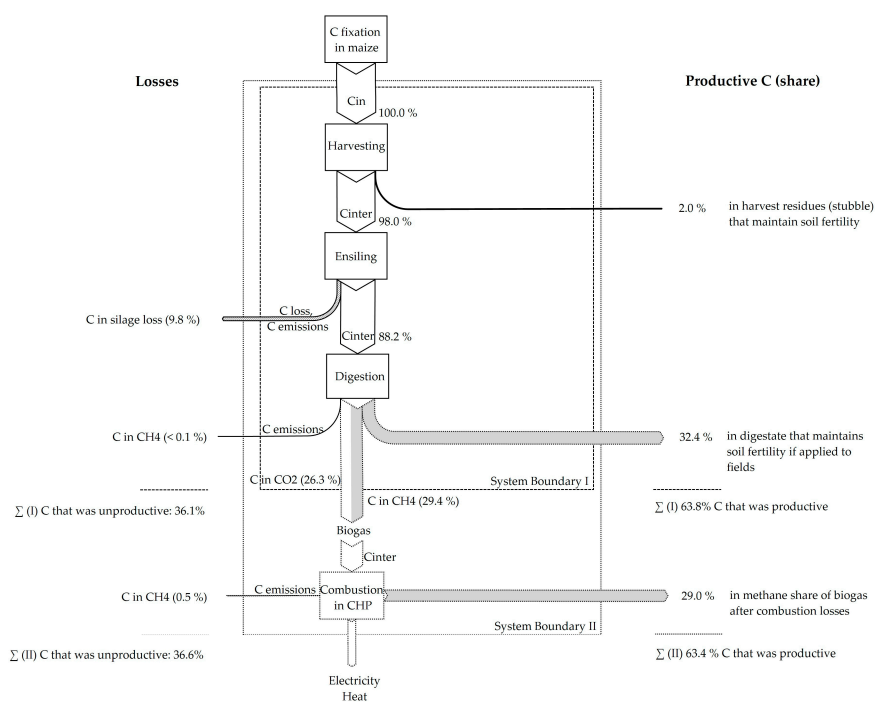 C fixation
in maize
Losses
Productive C (share)
Cin
100.0 %
Harvesting
Cinter
98.0 %
2.0 %
in harvest residues (stubble)
that maintain soil fertility
Ensiling
C loss,
C emissions
C in silage loss (9.8 %)
Cinter
88.2 %
Digestion
C emissions
C in CH4 (< 0.1 %)
32.4 %
in digestate that maintains
soil fertility if applied to
fields
C in CO2 (26.3 %)
System Boundary I
C in CH4 (29.4 %)
∑ (I) C that was unproductive: 36.1%
∑ (I) 63.8% C that was productive
Biogas
Cinter
C emissions
Combustion
in CHP
C in CH4 (0.5 %)
29.0 %
in methane share of biogas
after combustion losses
System Boundary II
∑ (II) C that was unproductive: 36.6%
∑ (II) 63.4 % C that was productive
Electricity
Heat